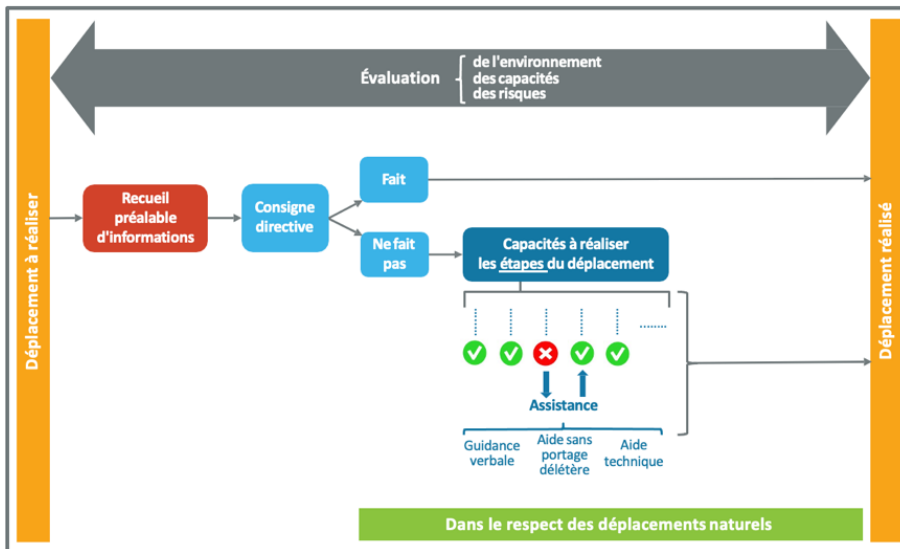 Déplacement à réaliser
Évaluation
de l'environnement
des capacités
des risques
Recueil
préalable
d'informations
Consigne
directive
Fait
Ne fait
pas
Capacités à réaliser
les étapes du déplacement
........
Assistance
Guidance
verbale
Aide sans
portage
délétère
Aide
technique
Dans le respect des déplacements naturels
Déplacement réalisé